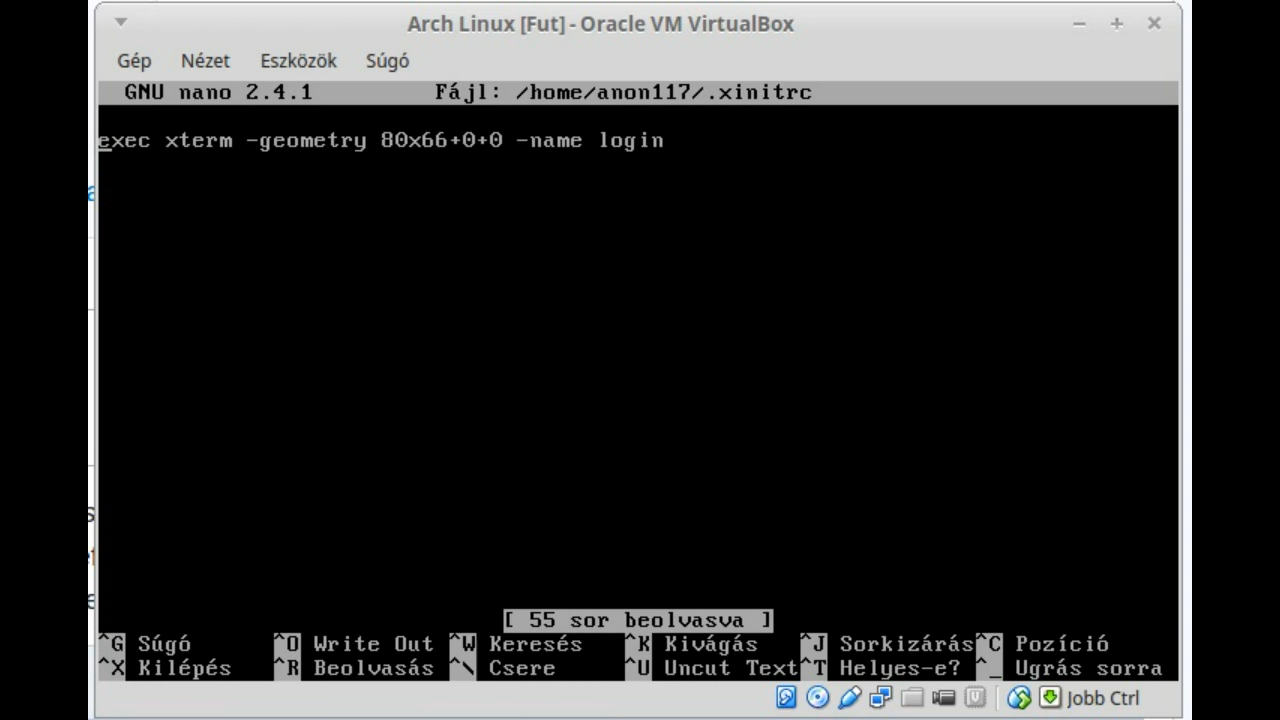 Arch Linux [Fut] - Oracle VM VirtualBox
Gép Nézet Eszközök Súgó
GNU nano 2.4.1 Fájl: /home/anon117/.xinitrc
exec xterm -geometry 80x66+0+0 -name login
[ 55 sor beolvasva ]
^G Súgó ^O Write Out ^W Keresés ^K Kivágás ^J Sorkizárás ^C Pozíció
^X Kilépés ^R Beolvasás ^\ Csere ^U Uncut Text ^T Helyes-e? ^_ Ugrás sorra
Jobb Ctrl